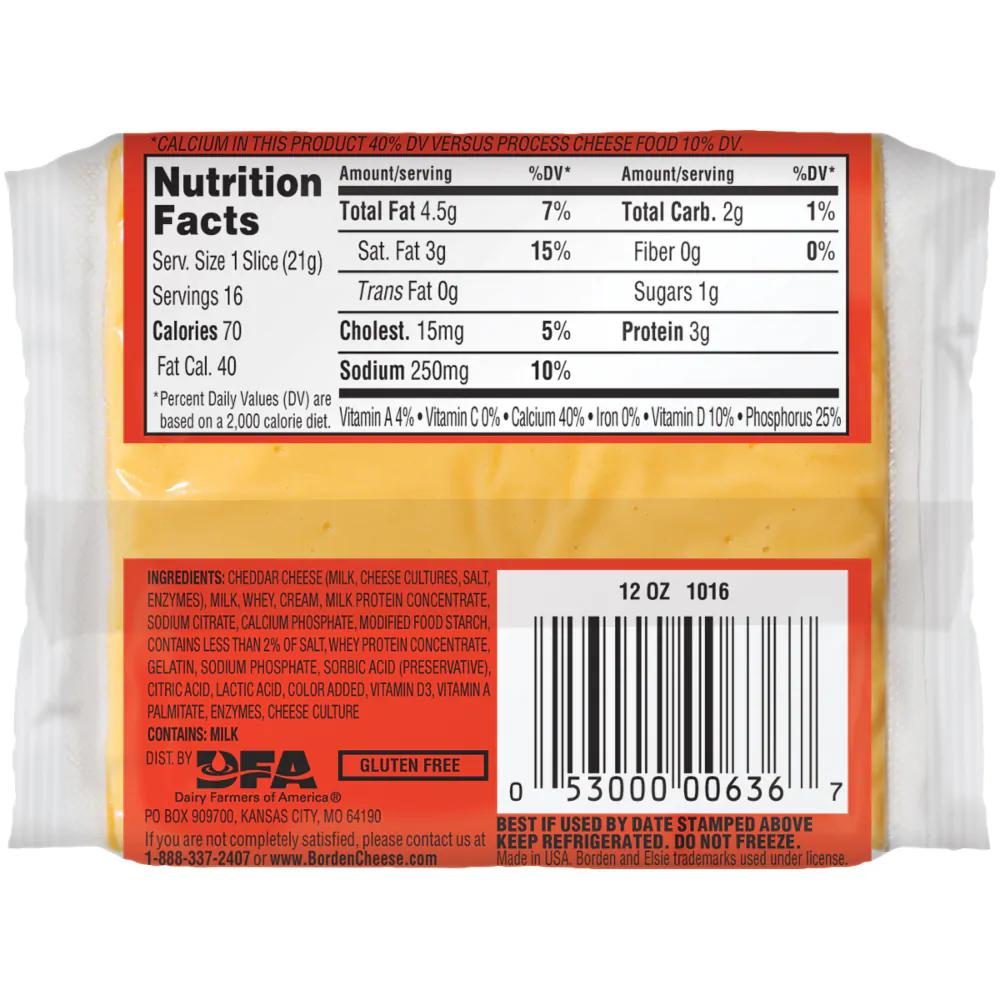 *CALCIUM IN THIS PRODUCT 40% DV VERSUS PROCESS CHEESE FOOD 10% DV.
Nutrition
Facts
Serv. Size 1 Slice (21g)
Servings 16
Calories 70
Fat Cal. 40
*Percent Daily Values (DV) are
based on a 2,000 calorie diet.
Amount/serving %DV* Amount/serving %DV*
Total Fat 4.5g 7% Total Carb. 2g 1%
Sat. Fat 3g 15% Fiber 0g 0%
Trans Fat 0g Sugars 1g
Cholest. 15mg 5% Protein 3g
Sodium 250mg 10%
Vitamin A 4% • Vitamin C 0% • Calcium 40% • Iron 0% • Vitamin D 10% • Phosphorus 25%
INGREDIENTS: CHEDDAR CHEESE (MILK, CHEESE CULTURES, SALT,
ENZYMES), MILK, WHEY, CREAM, MILK PROTEIN CONCENTRATE,
SODIUM CITRATE, CALCIUM PHOSPHATE, MODIFIED FOOD STARCH,
CONTAINS LESS THAN 2% OF SALT, WHEY PROTEIN CONCENTRATE,
GELATIN, SODIUM PHOSPHATE, SORBIC ACID (PRESERVATIVE),
CITRIC ACID, LACTIC ACID, COLOR ADDED, VITAMIN D3, VITAMIN A
PALMITATE, ENZYMES, CHEESE CULTURE
CONTAINS: MILK
DIST. BY DFA
Dairy Farmers of America®
GLUTEN FREE
PO BOX 909700, KANSAS CITY, MO 64190
If you are not completely satisfied, please contact us at
1-888-337-2407 or www.BordenCheese.com
12 OZ 1016
0 53000 00636 7
BEST IF USED BY DATE STAMPED ABOVE
KEEP REFRIGERATED. DO NOT FREEZE.
Made in USA. Borden and Elsie trademarks used under license.